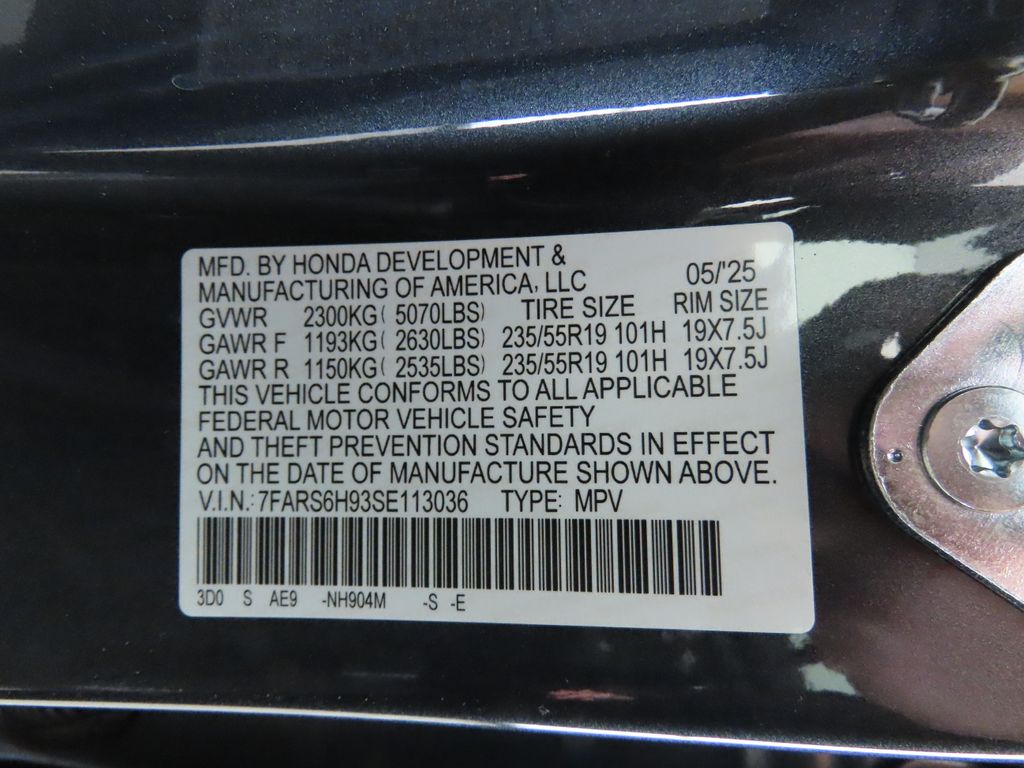 MFD. BY HONDA DEVELOPMENT &
MANUFACTURING OF AMERICA, LLC 05/'25
GVWR 2300KG( 5070LBS) TIRE SIZE RIM SIZE
GAWR F 1193KG( 2630LBS) 235/55R19 101H 19X7.5J
GAWR R 1150KG( 2535LBS) 235/55R19 101H 19X7.5J
THIS VEHICLE CONFORMS TO ALL APPLICABLE
FEDERAL MOTOR VEHICLE SAFETY
AND THEFT PREVENTION STANDARDS IN EFFECT
ON THE DATE OF MANUFACTURE SHOWN ABOVE.
V.I.N.: 7FARS6H93SE113036 TYPE: MPV
3D0 S AE9 -NH904M -S -E